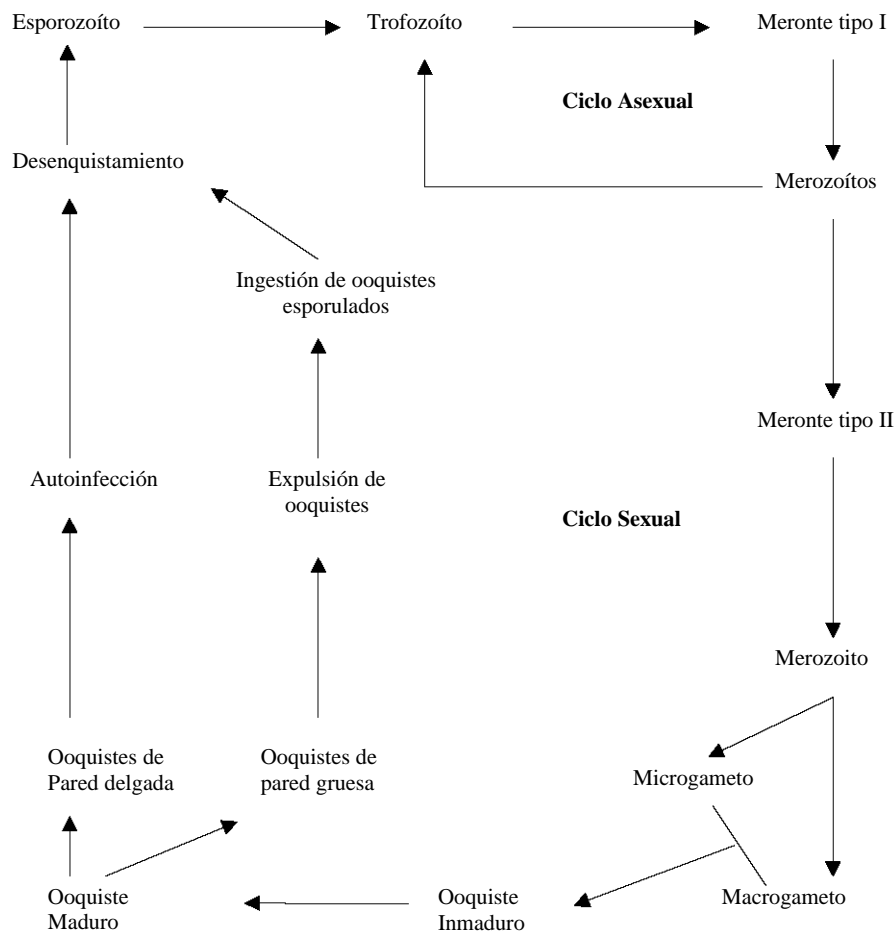 Esporozoíto
Trofozoíto
Meronte tipo I
Ciclo Asexual
Desenquistamiento
Merozoítos
Ingestión de ooquistes
esporulados
Meronte tipo II
Autoinfección
Expulsión de
ooquistes
Ciclo Sexual
Merozoito
Ooquistes de
Pared delgada
Ooquistes de
pared gruesa
Microgameto
Ooquiste
Maduro
Ooquiste
Inmaduro
Macrogameto